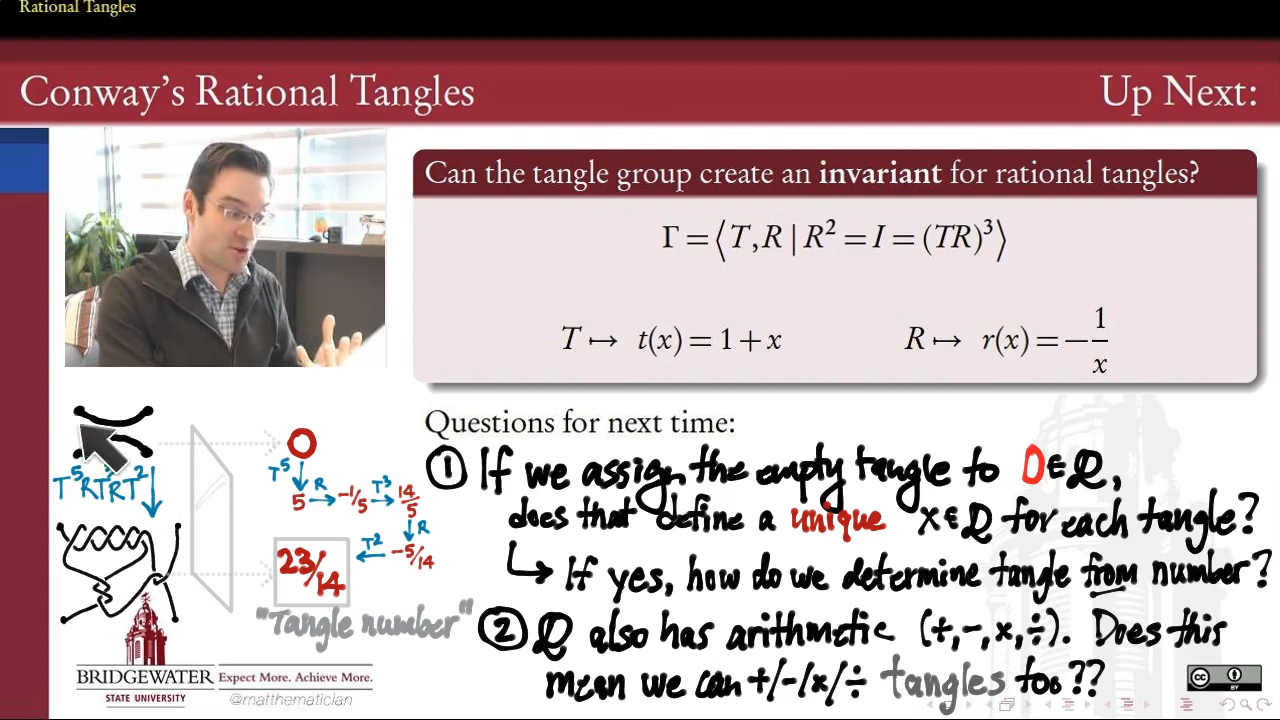 Rational Tangles
Conway's Rational Tangles
Up Next:
Can the tangle group create an invariant for rational tangles?
Γ = ⟨T, R | R² = I = (TR)³⟩
T ↦ t(x) = 1 + x
R ↦ r(x) = −1/x
Questions for next time:
① If we assign the empty tangle to 0 ∈ ℚ,
does that define a unique x ∈ ℚ for each tangle?
↳ If yes, how do we determine tange from number?
② ℚ also has arithmetic (+,-,×,÷). Does this
mean we can +/-/×/÷ tangles too??
0
T⁵RT³RT²
T⁵
5 R→ -1/5 T³→ 14/5
R
-5/14
T²
23/14
"Tangle number"
BRIDGEWATER
STATE UNIVERSITY
Expect More. Achieve More.
@matthematician
CC BY